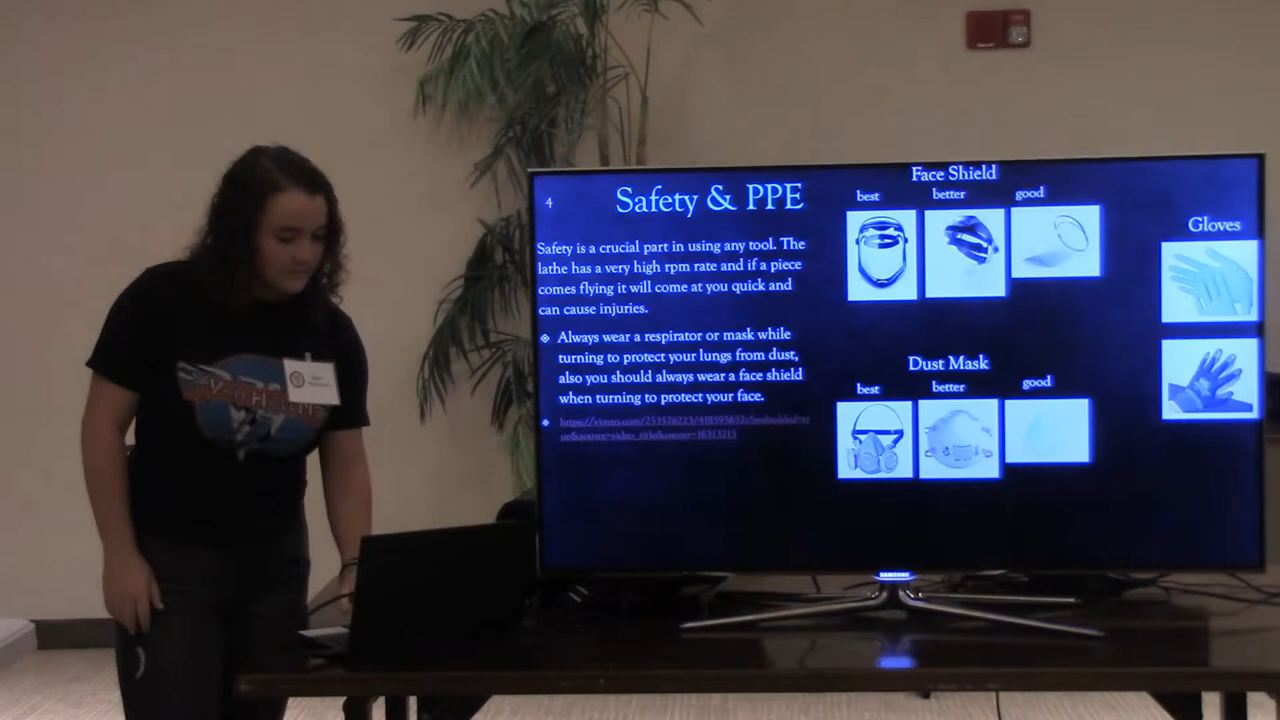 4
Safety & PPE
Safety is a crucial part in using any tool. The
lathe has a very high rpm rate and if a piece
comes flying it will come at you quick and
can cause injuries.
Always wear a respirator or mask while
turning to protect your lungs from dust,
also you should always wear a face shield
when turning to protect your face.
Face Shield
best
better
good
Dust Mask
best
better
good
Gloves
SAMSUNG
VAN HALEN